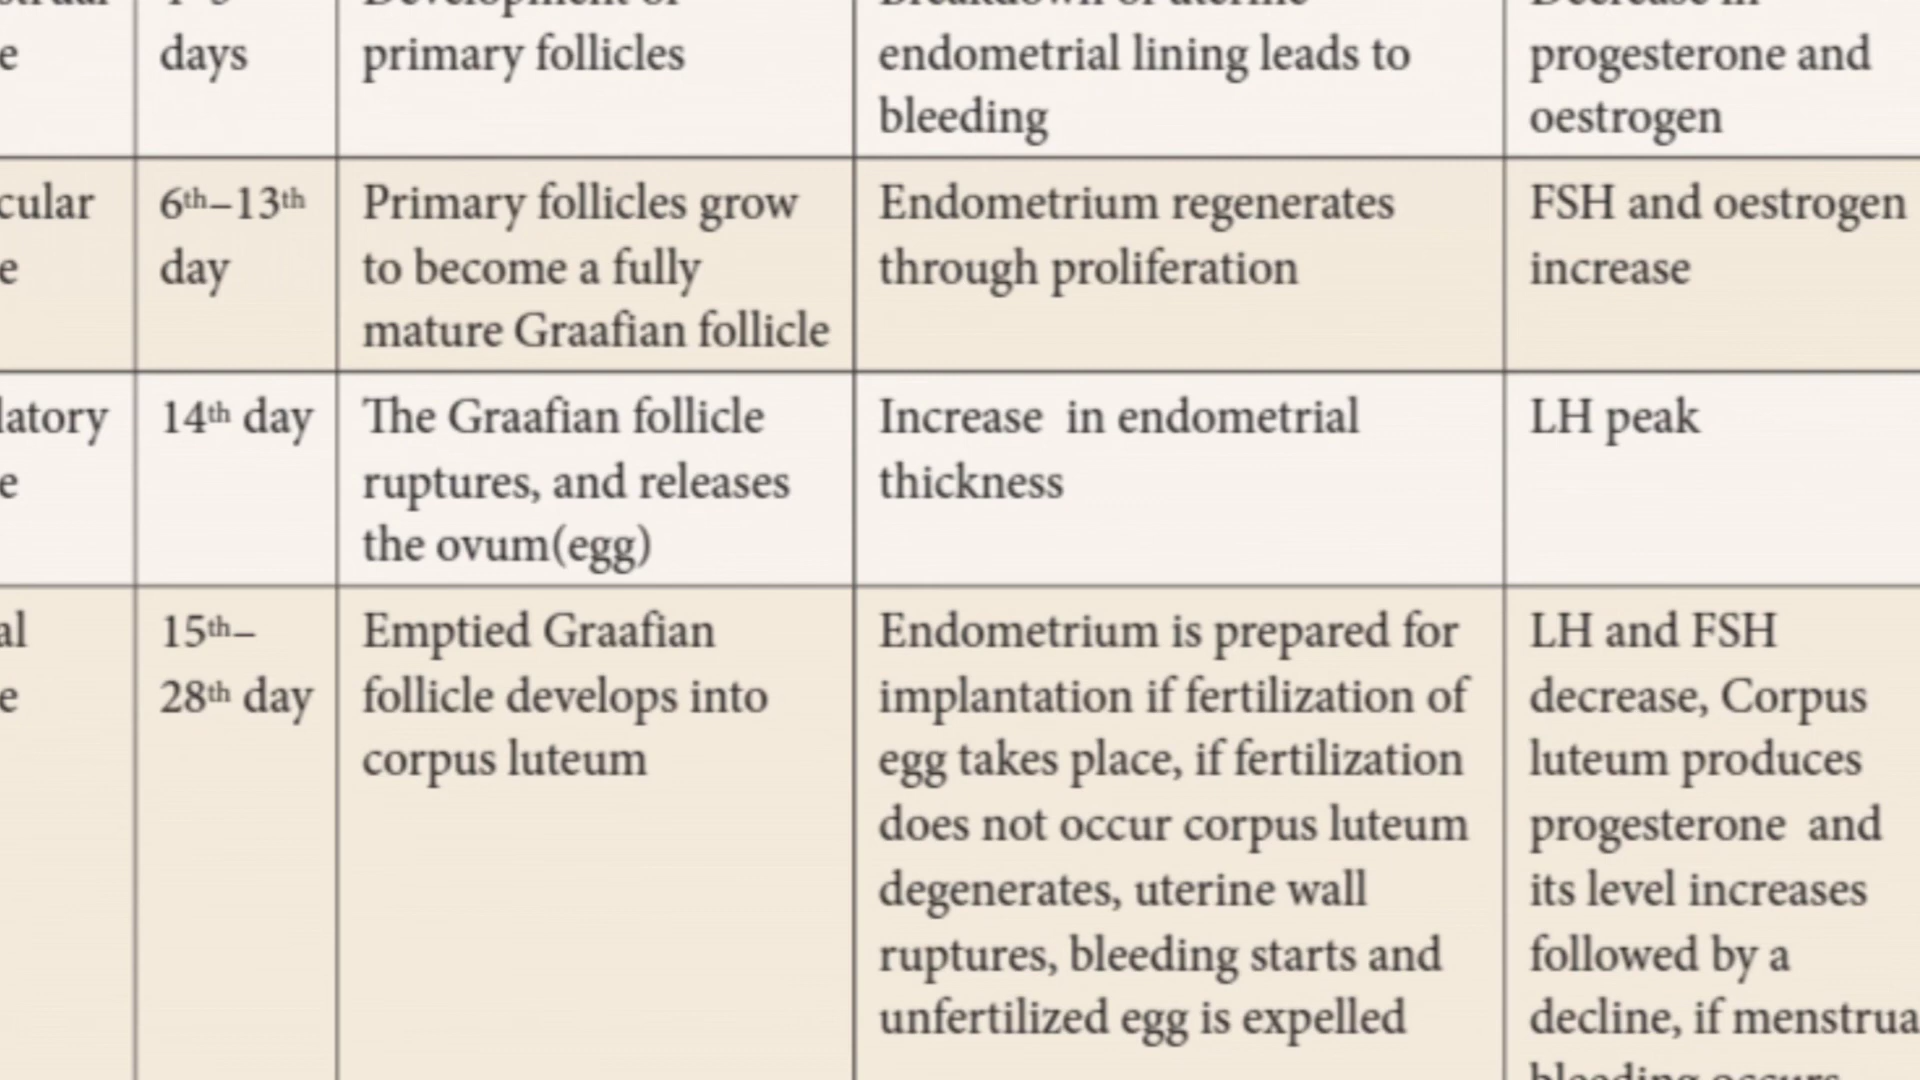 days
primary follicles
endometrial lining leads to
bleeding
progesterone and
oestrogen
6th–13th
day
Primary follicles grow
to become a fully
mature Graafian follicle
Endometrium regenerates
through proliferation
FSH and oestrogen
increase
14th day
The Graafian follicle
ruptures, and releases
the ovum(egg)
Increase in endometrial
thickness
LH peak
15th–
28th day
Emptied Graafian
follicle develops into
corpus luteum
Endometrium is prepared for
implantation if fertilization of
egg takes place, if fertilization
does not occur corpus luteum
degenerates, uterine wall
ruptures, bleeding starts and
unfertilized egg is expelled
LH and FSH
decrease, Corpus
luteum produces
progesterone and
its level increases
followed by a
decline, if menstrua